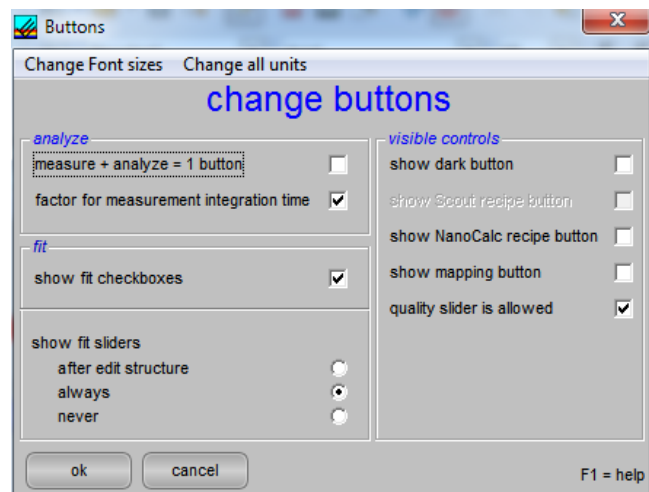 Buttons
X
Change Font sizes Change all units
change buttons
analyze
measure + analyze = 1 button
factor for measurement integration time
fit
show fit checkboxes
show fit sliders
after edit structure
always
never
visible controls
show dark button
show Scout recipe button
show NanoCalc recipe button
show mapping button
quality slider is allowed
ok cancel
F1 = help